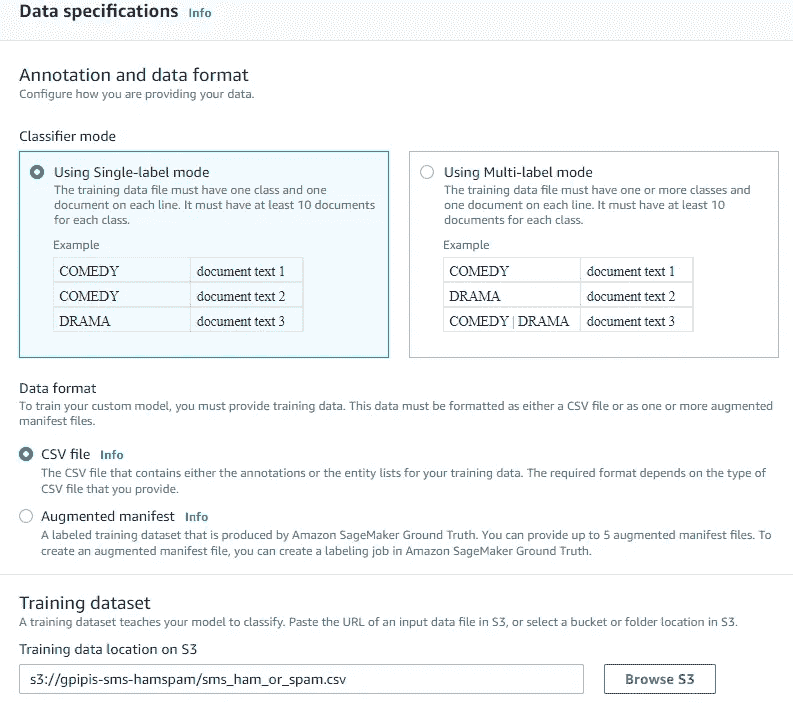 Data specifications Info
Annotation and data format
Configure how you are providing your data.
Classifier mode
Using Single-label mode
The training data file must have one class and one
document on each line. It must have at least 10 documents
for each class.
Example
COMEDY document text 1
COMEDY document text 2
DRAMA document text 3
Using Multi-label mode
The training data file must have one or more classes and
one document on each line. It must have at least 10
documents for each class.
Example
COMEDY document text 1
DRAMA document text 2
COMEDY | DRAMA document text 3
Data format
To train your custom model, you must provide training data. This data must be formatted as either a CSV file or as one or more augmented
manifest files.
CSV file Info
The CSV file that contains either the annotations or the entity lists for your training data. The required format depends on the type of
CSV file that you provide.
Augmented manifest Info
A labeled training dataset that is produced by Amazon SageMaker Ground Truth. You can provide up to 5 augmented manifest files. To
create an augmented manifest file, you can create a labeling job in Amazon SageMaker Ground Truth.
Training dataset
A training dataset teaches your model to classify. Paste the URL of an input data file in S3, or select a bucket or folder location in S3.
Training data location on S3
s3://gpipis-sms-hamspam/sms_ham_or_spam.csv
Browse S3